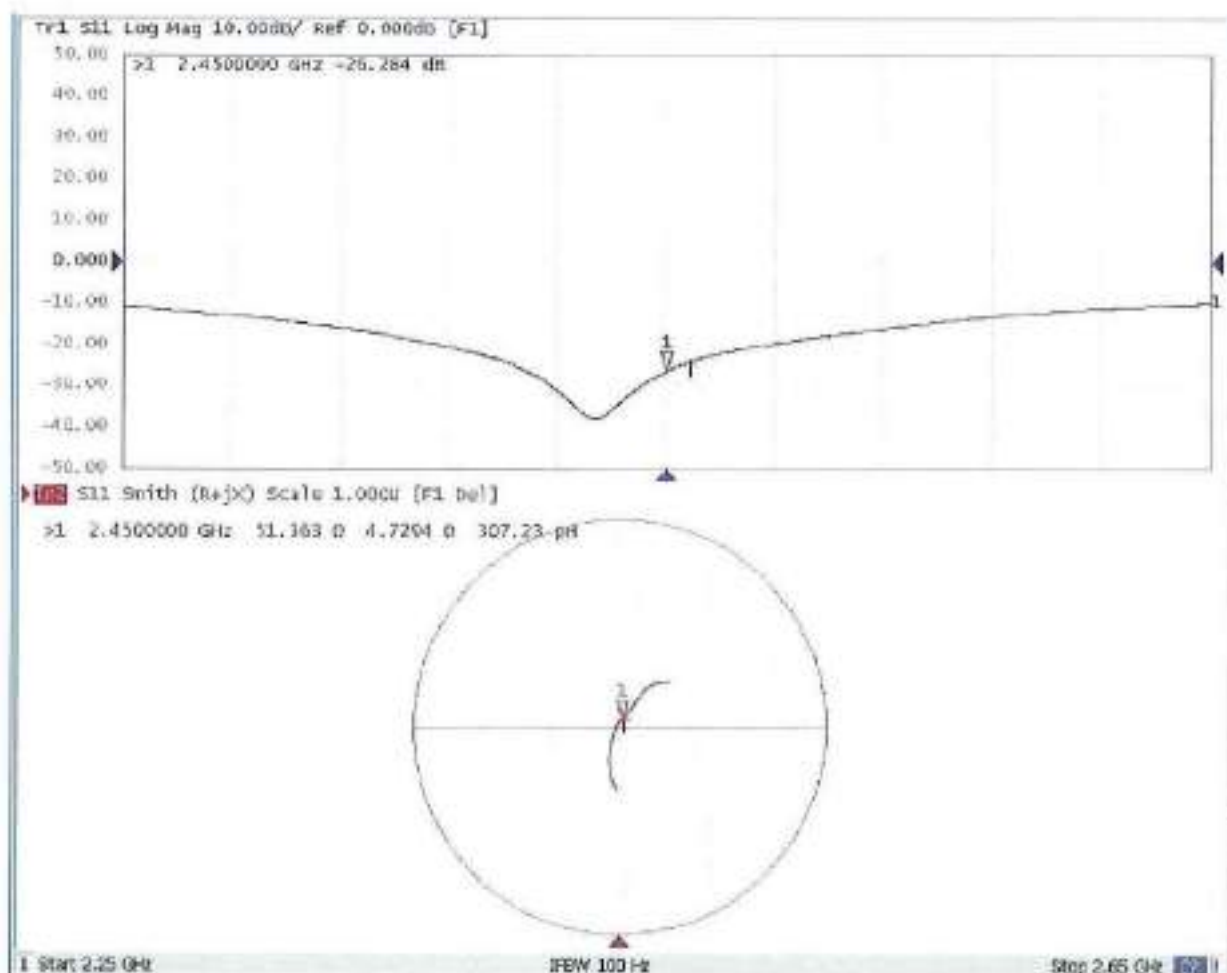 Tr1 S11 Log Mag 10.00dB/ Ref 0.000dB [F1]
50.00
>1 2.4500000 GHz -26.284 dB
40.00
30.00
20.00
10.00
0.000
-10.00
1
-20.00
1
-30.00
-40.00
-50.00
Tr2 S11 Smith (R+jX) Scale 1.000U [F1 Del]
>1 2.4500000 GHz 51.363 Ω 4.7294 Ω 307.23 pH
1
1 Start 2.25 GHz IFBW 100 Hz Stop 2.65 GHz